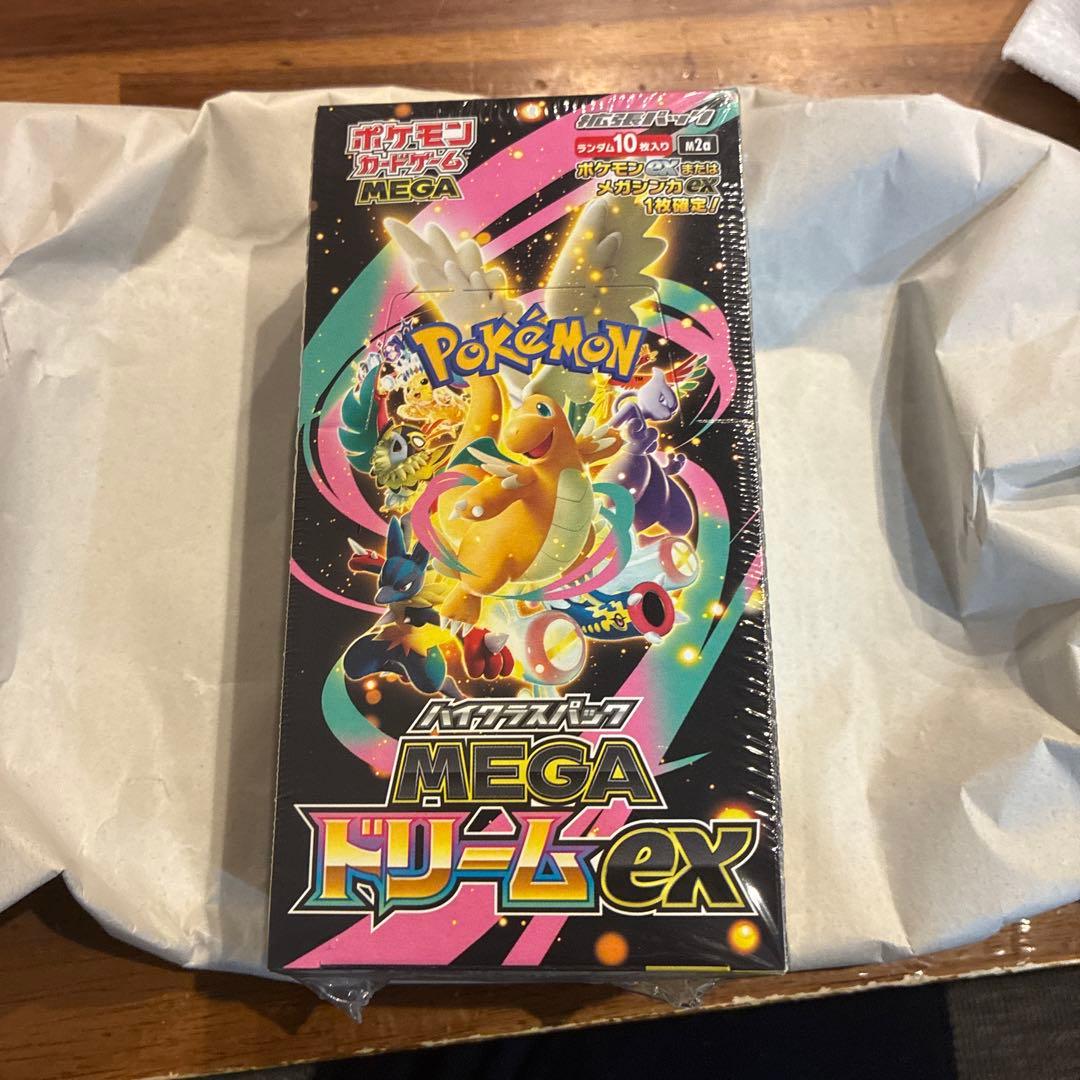 ポケモン
カードゲーム
MEGA
拡張パック
ランダム10枚入り M2a
ポケモンexまたは
メガシンカex
1枚確定!
POKéMON
TM
ハイクラスパック
MEGA
ドリームex